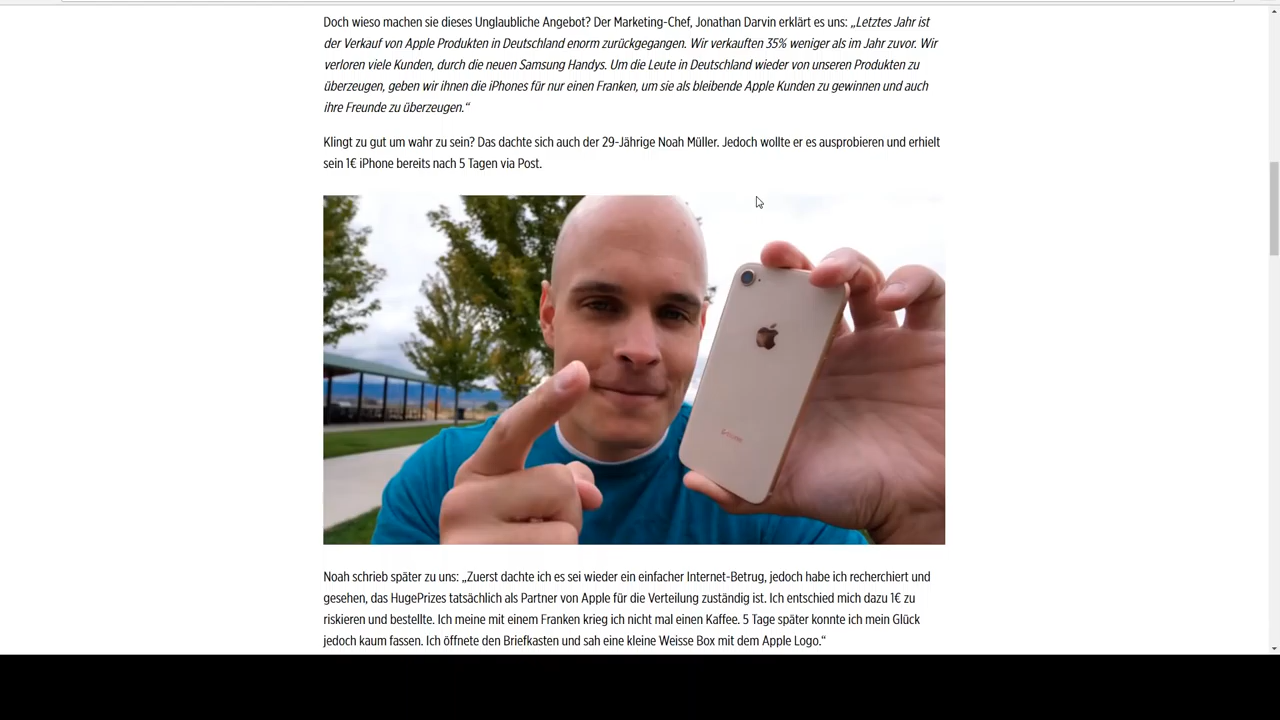 Doch wieso machen sie dieses Unglaubliche Angebot? Der Marketing-Chef, Jonathan Darvin erklärt es uns: „Letztes Jahr ist
der Verkauf von Apple Produkten in Deutschland enorm zurückgegangen. Wir verkauften 35% weniger als im Jahr zuvor. Wir
verloren viele Kunden, durch die neuen Samsung Handys. Um die Leute in Deutschland wieder von unseren Produkten zu
überzeugen, geben wir ihnen die iPhones für nur einen Franken, um sie als bleibende Apple Kunden zu gewinnen und auch
ihre Freunde zu überzeugen.“
Klingt zu gut um wahr zu sein? Das dachte sich auch der 29-Jährige Noah Müller. Jedoch wollte er es ausprobieren und erhielt
sein 1€ iPhone bereits nach 5 Tagen via Post.
Noah schrieb später zu uns: „Zuerst dachte ich es sei wieder ein einfacher Internet-Betrug, jedoch habe ich recherchiert und
gesehen, das HugePrizes tatsächlich als Partner von Apple für die Verteilung zuständig ist. Ich entschied mich dazu 1€ zu
riskieren und bestellte. Ich meine mit einem Franken krieg ich nicht mal einen Kaffee. 5 Tage später konnte ich mein Glück
jedoch kaum fassen. Ich öffnete den Briefkasten und sah eine kleine Weisse Box mit dem Apple Logo.“